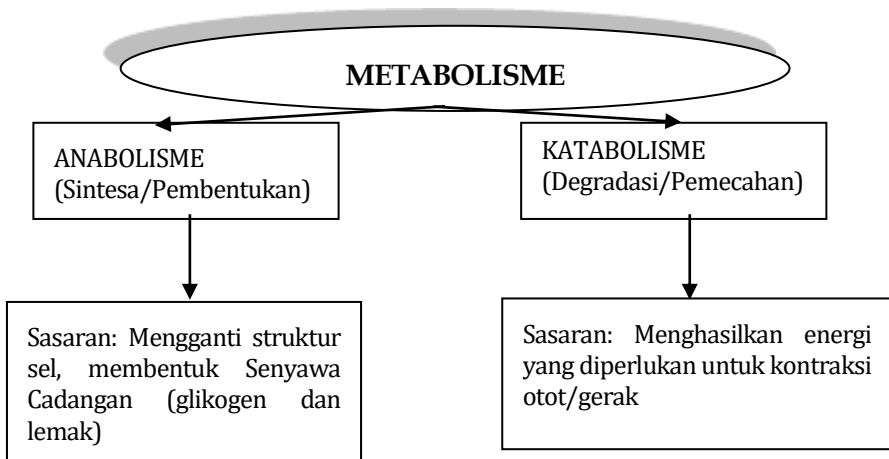 METABOLISME
ANABOLISME
(Sintesa/Pembentukan)
KATABOLISME
(Degradasi/Pemecahan)
Sasaran: Mengganti struktur
sel, membentuk Senyawa
Cadangan (glikogen dan
lemak)
Sasaran: Menghasilkan energi
yang diperlukan untuk kontraksi
otot/gerak